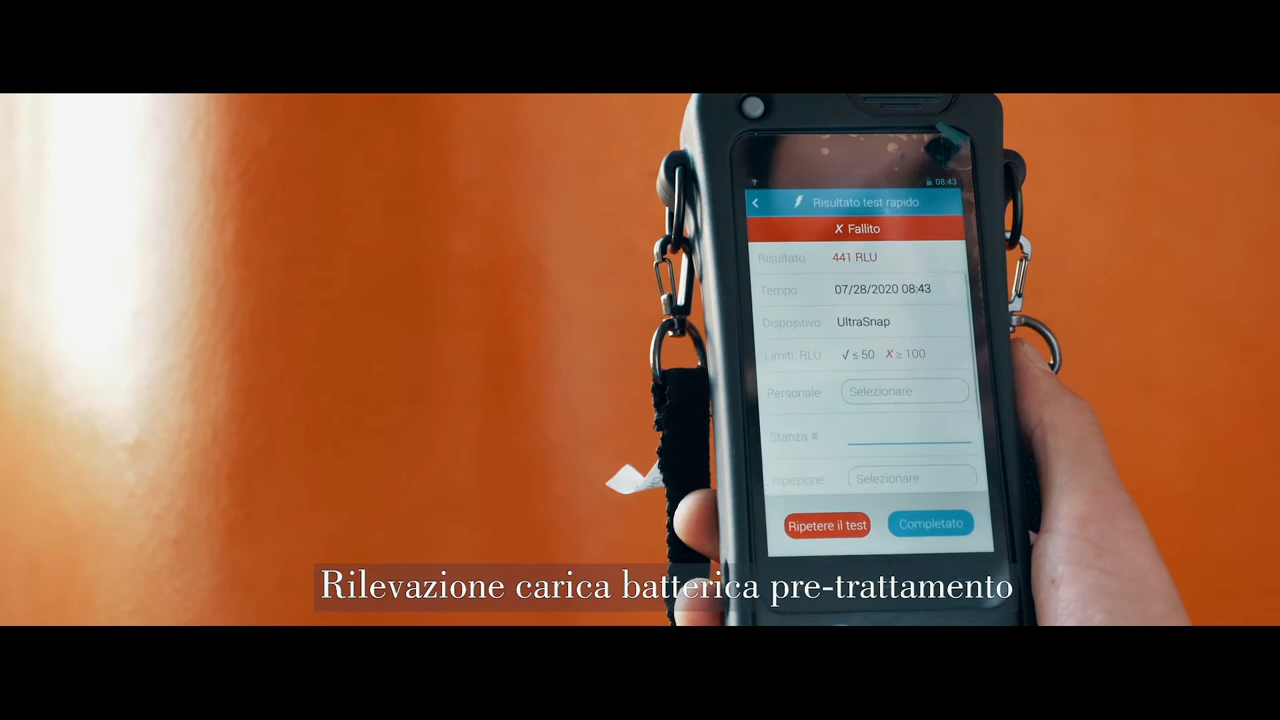 08:43
Risultato test rapido
✗ Fallito
Risultato 441 RLU
Tempo 07/28/2020 08:43
Dispositivo UltraSnap
Limiti: RLU √ ≤ 50 ✗ ≥ 100
Personale Selezionare
Stanza #
Ispezione Selezionare
Ripetere il test Completato
Rilevazione carica batterica pre-trattamento